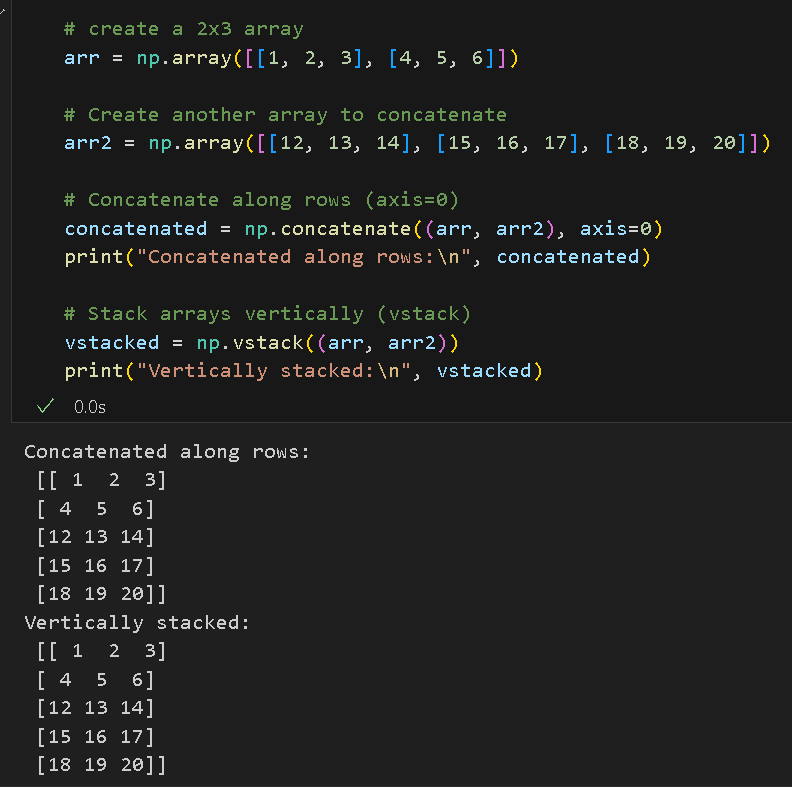 # create a 2x3 array
arr = np.array([[1, 2, 3], [4, 5, 6]])
# Create another array to concatenate
arr2 = np.array([[12, 13, 14], [15, 16, 17], [18, 19, 20]])
# Concatenate along rows (axis=0)
concatenated = np.concatenate((arr, arr2), axis=0)
print("Concatenated along rows:\n", concatenated)
# Stack arrays vertically (vstack)
vstacked = np.vstack((arr, arr2))
print("Vertically stacked:\n", vstacked)
0.0s
Concatenated along rows:
[[ 1  2  3]
[ 4  5  6]
[12 13 14]
[15 16 17]
[18 19 20]]
Vertically stacked:
[[ 1  2  3]
[ 4  5  6]
[12 13 14]
[15 16 17]
[18 19 20]]